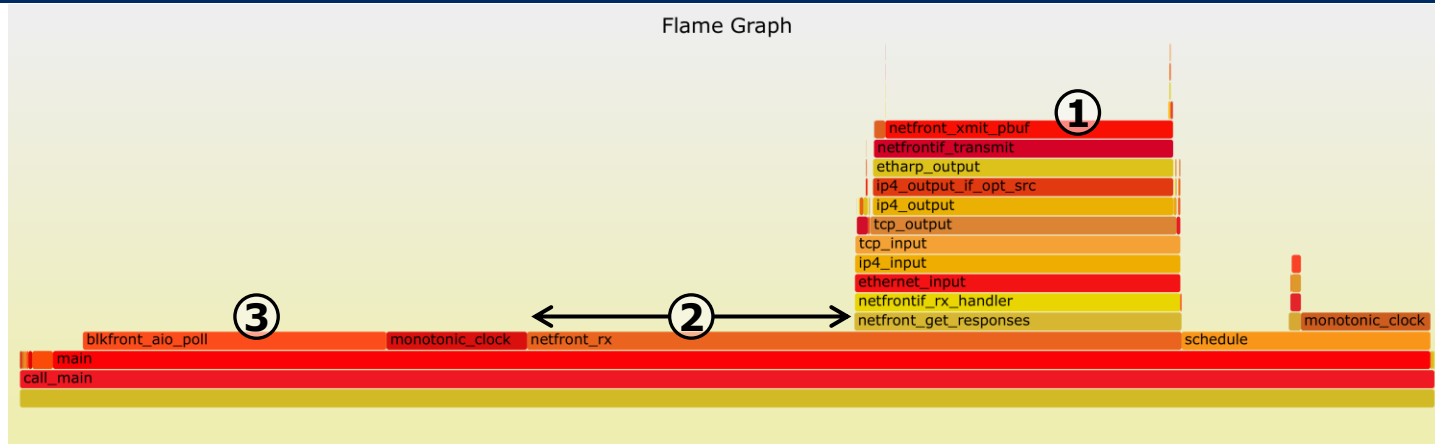 Flame Graph
①
netfront_xmit_pbuf
netfrontif_transmit
etharp_output
ip4_output_if_opt_src
ip4_output
tcp_output
tcp_input
ip4_input
ethernet_input
netfrontif_rx_handler
③ ② netfront_get_responses monotonic_clock
blkfront_aio_poll monotonic_clock netfront_rx schedule
main
call_main